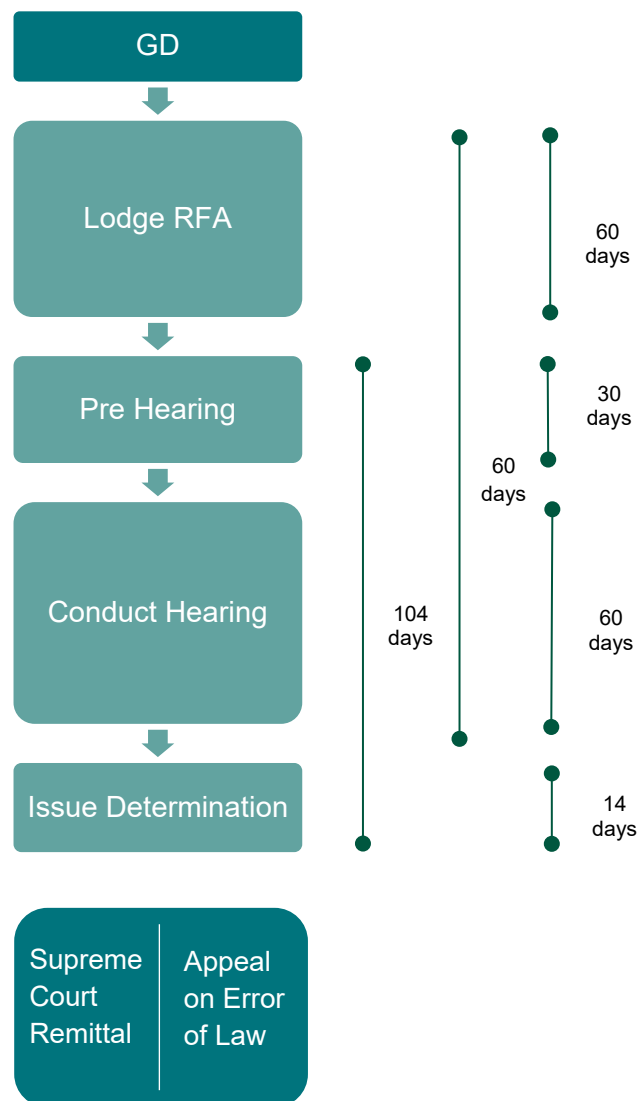 GD
Lodge RFA
60
days
Pre Hearing
30
days
60
days
Conduct Hearing
104
days
60
days
Issue Determination
14
days
Supreme
Court
Remittal
Appeal
on Error
of Law